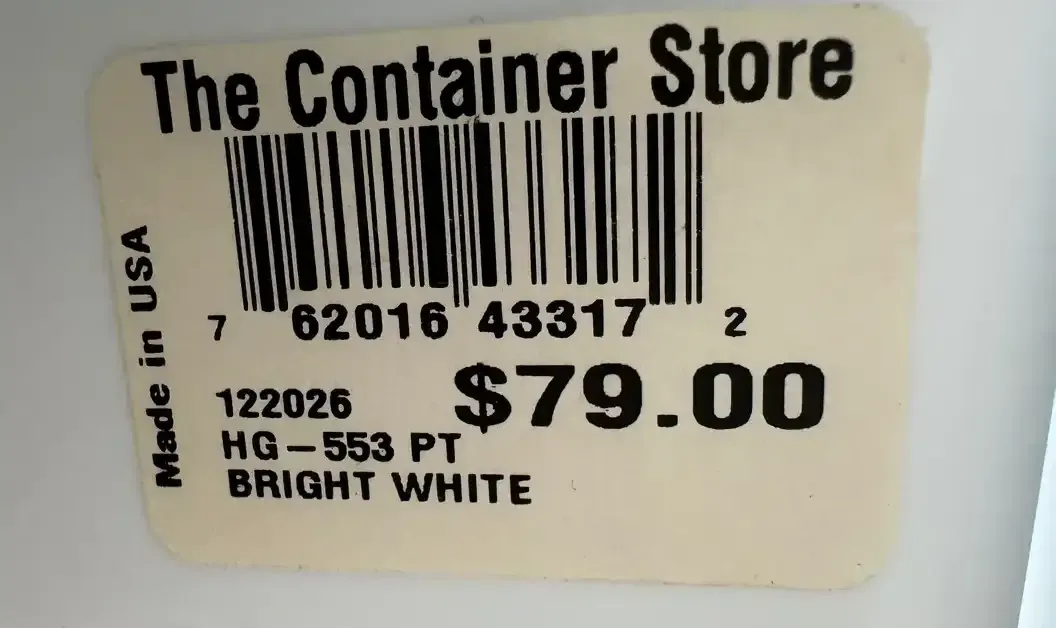 The Container Store
Made in USA
7 62016 43317 2
$79.00
122026
HG-553 PT
BRIGHT WHITE